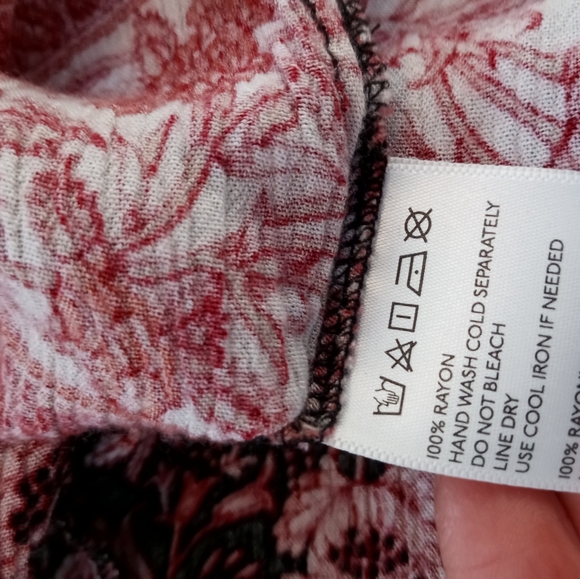 100% RAYON
HAND WASH COLD SEPARATELY
DO NOT BLEACH
LINE DRY
USE COOL IRON IF NEEDED
100% RAYON